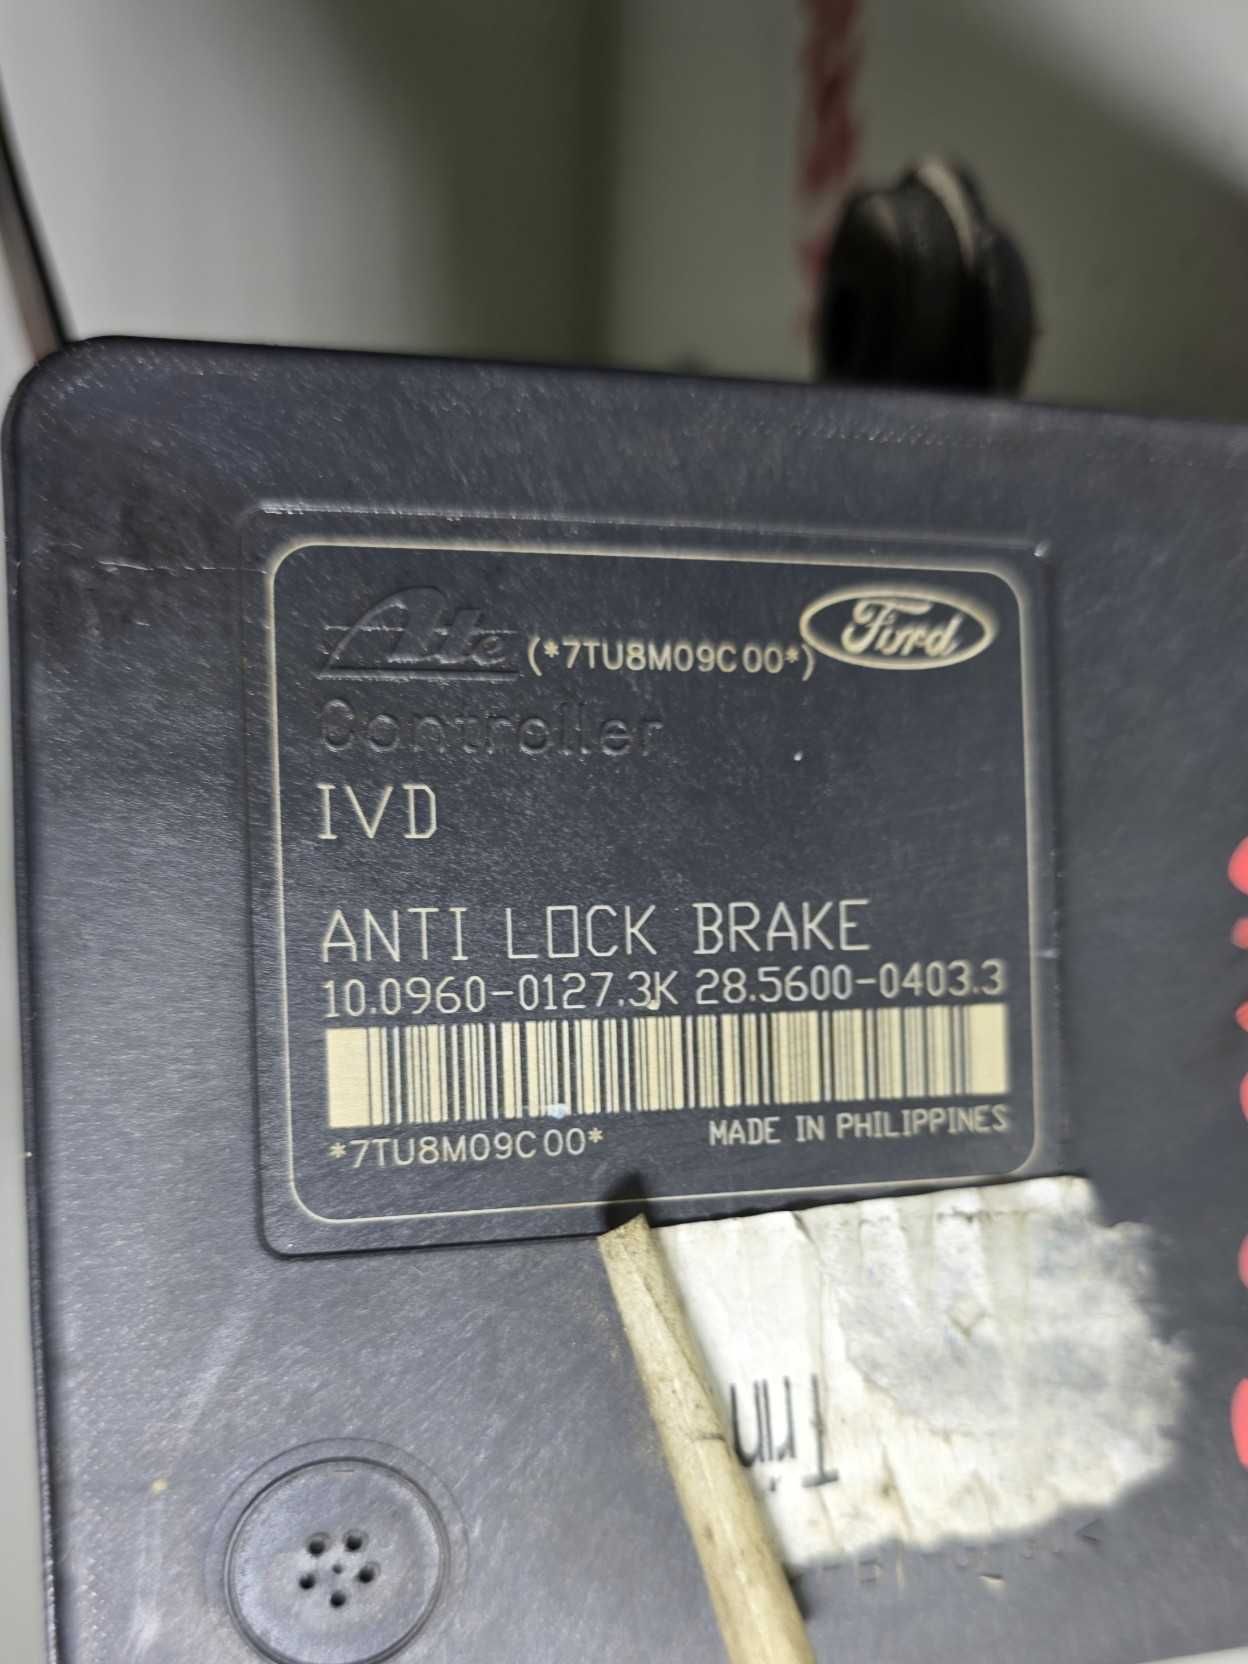 Ate (*7TU8M09C00*) Ford
Controller
IVD
ANTI LOCK BRAKE
10.0960-0127.3K 28.5600-0403.3
*7TU8M09C00* MADE IN PHILIPPINES